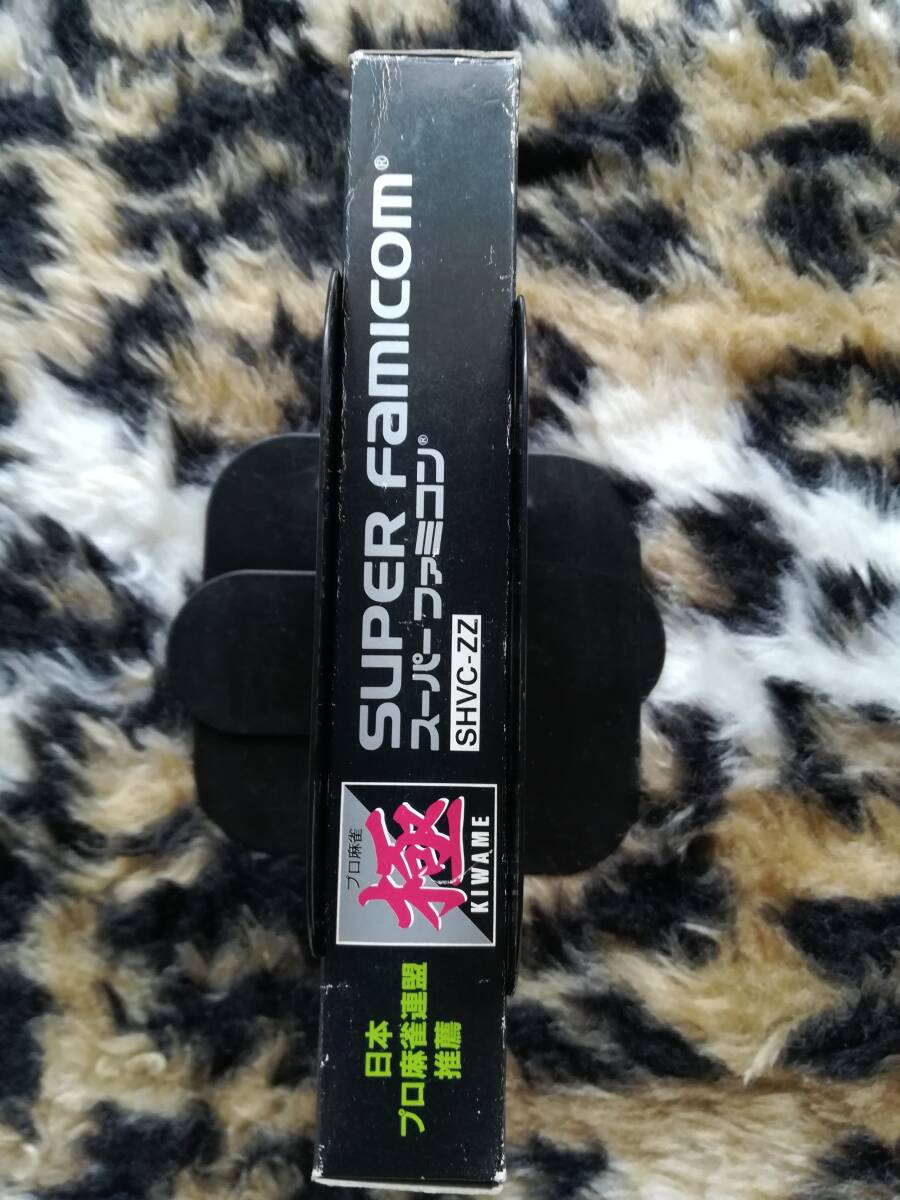 日本
プロ麻雀連盟
推薦
プロ麻雀
極
KIWAME
SUPER FAMICOM®
スーパーファミコン®
SHVC-ZZ